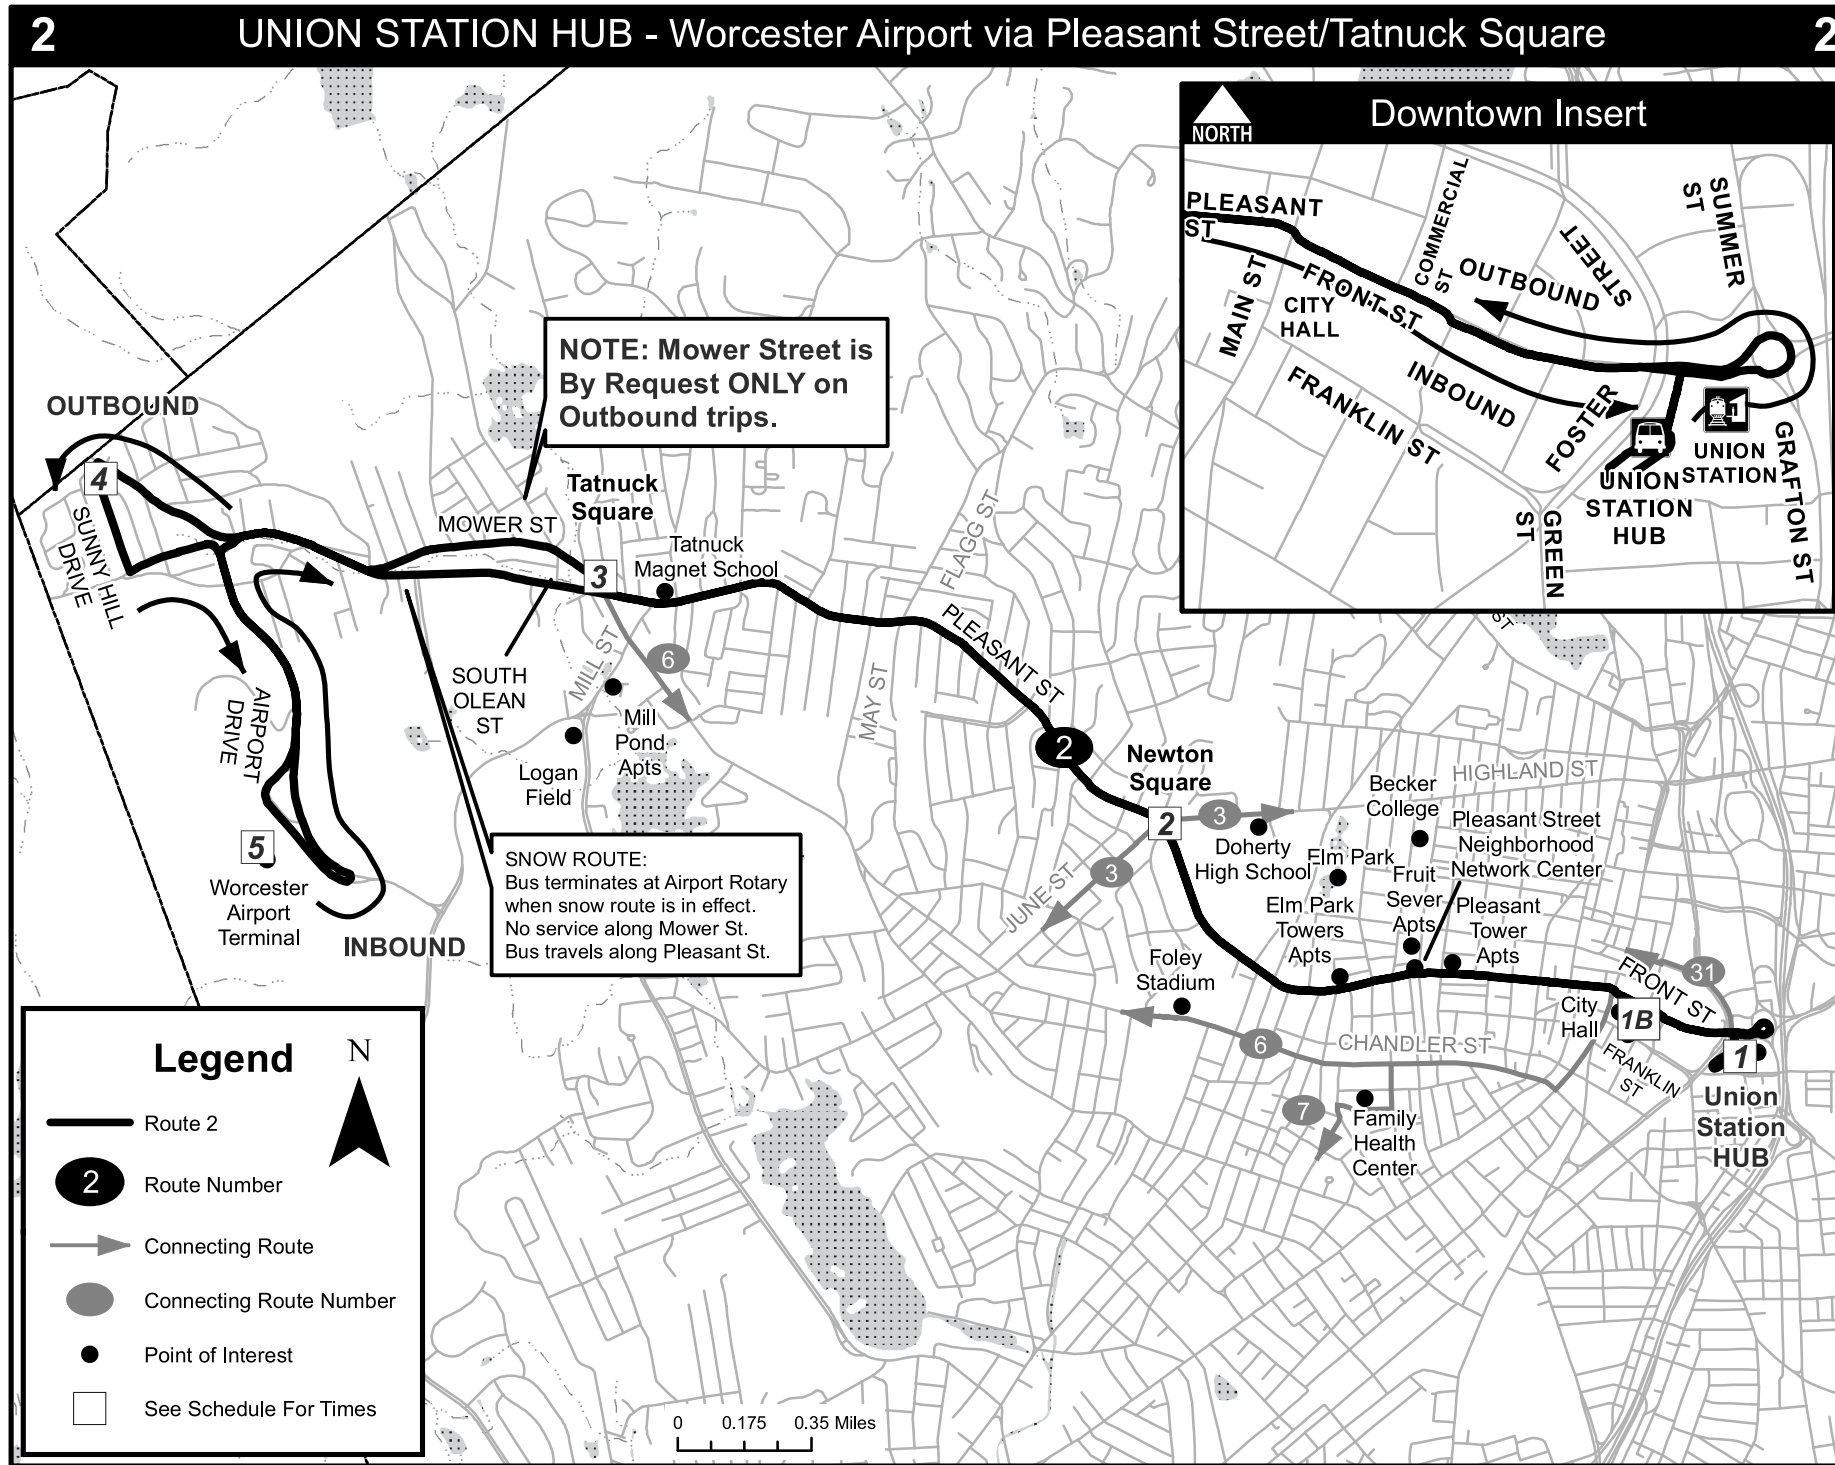 2 UNION STATION HUB - Worcester Airport via Pleasant Street/Tatnuck Square 2
Downtown Insert
NORTH
PLEASANT
ST
COMMERCIAL
ST
STREET
SUMMER
ST
OUTBOUND
FRONT ST
MAIN ST
CITY
HALL
INBOUND
FRANKLIN ST
FOSTER
UNION
STATION
UNION
STATION
HUB
GRAFTON ST
GREEN
ST
NOTE: Mower Street is
By Request ONLY on
Outbound trips.
OUTBOUND
4
SUNNY HILL
DRIVE
MOWER ST
Tatnuck
Square
3
Tatnuck
Magnet School
FLAGG ST
PLEASANT ST
ST
6
MILL ST
SOUTH
OLEAN
ST
MAY ST
AIRPORT
DRIVE
Mill
Pond
Apts
Logan
Field
2
Newton
Square
2
3
3
JUNE ST
HIGHLAND ST
Becker
College
Doherty
High School
Elm Park
Pleasant Street
Neighborhood
Network Center
Fruit
Sever
Apts
Elm Park
Towers
Apts
Pleasant
Tower
Apts
5
Worcester
Airport
Terminal
INBOUND
SNOW ROUTE:
Bus terminates at Airport Rotary
when snow route is in effect.
No service along Mower St.
Bus travels along Pleasant St.
Foley
Stadium
31
FRONT ST
City
Hall
1B
1
FRANKLIN
ST
6
CHANDLER ST
7
Family
Health
Center
Union
Station
HUB
Legend
N
Route 2
2 Route Number
Connecting Route
Connecting Route Number
Point of Interest
See Schedule For Times
0 0.175 0.35 Miles